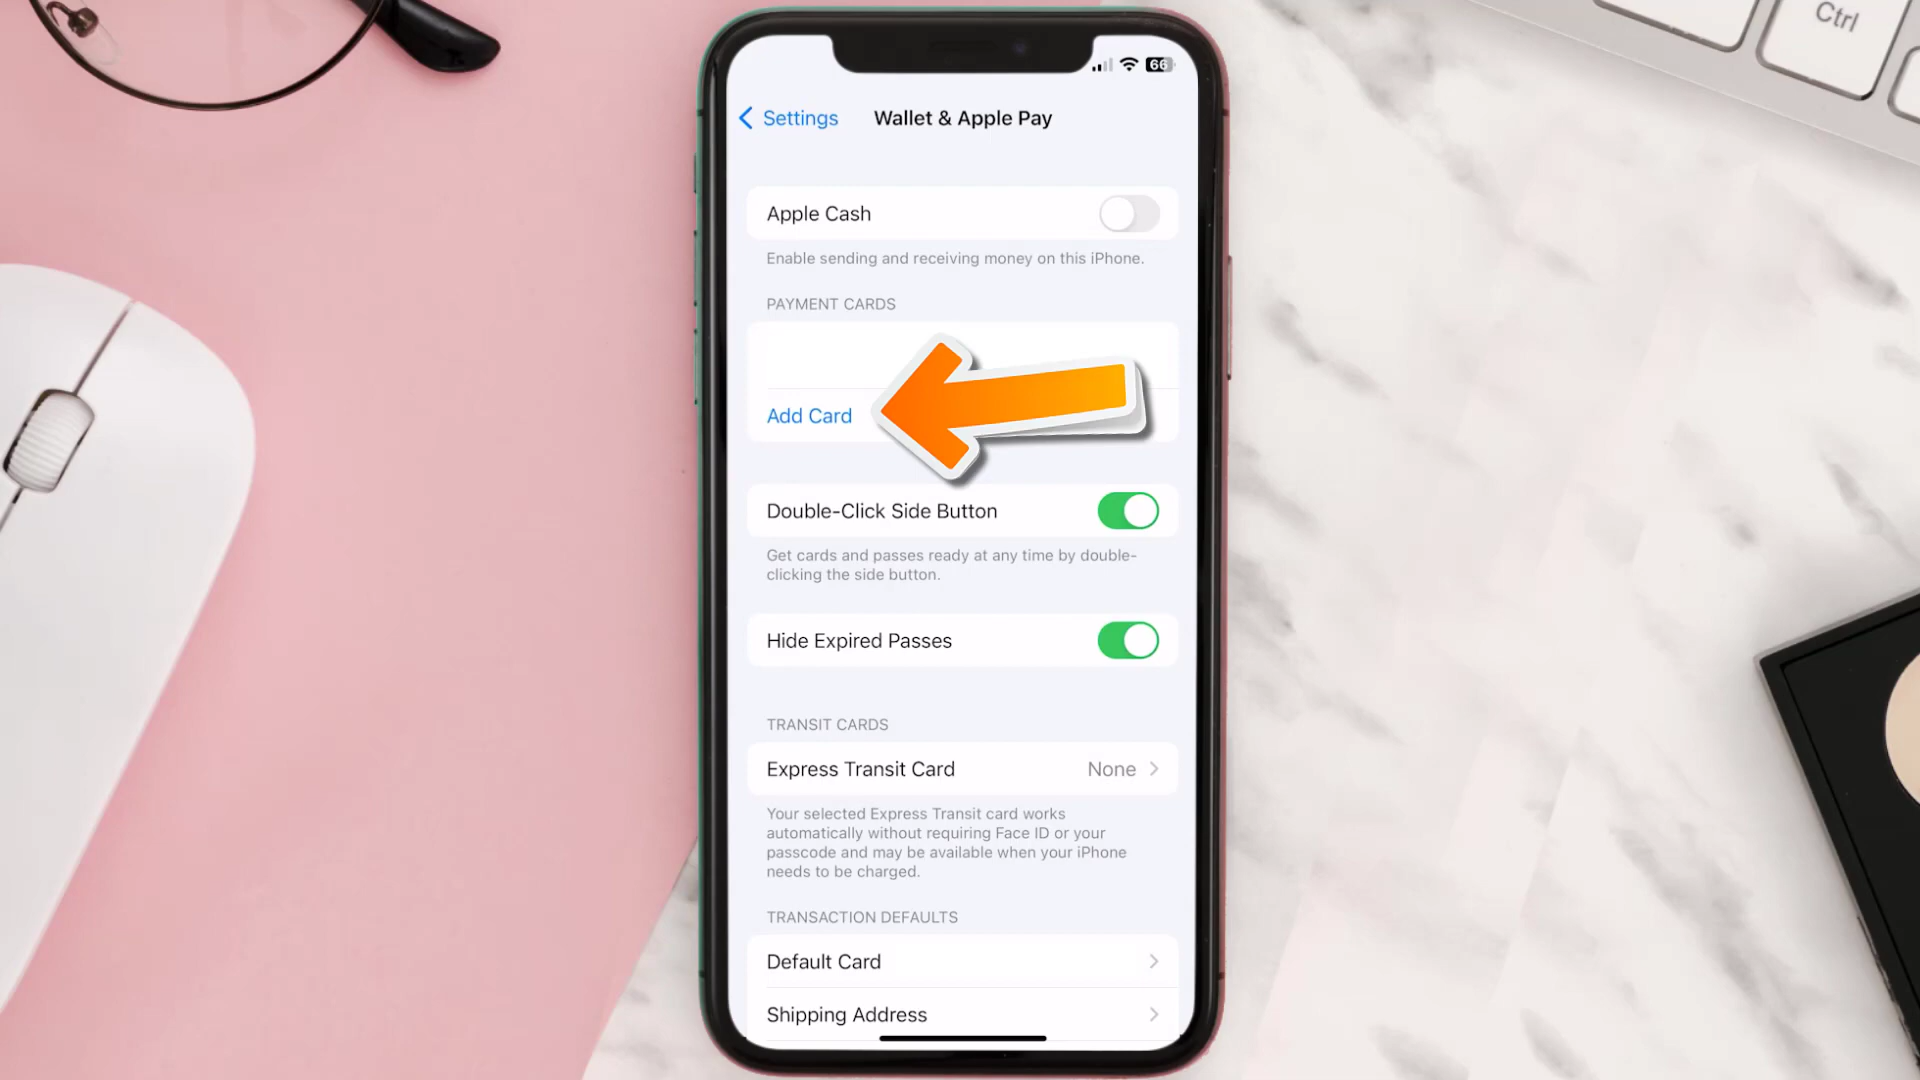 Ctrl
66
Settings
Wallet & Apple Pay
Apple Cash
Enable sending and receiving money on this iPhone.
PAYMENT CARDS
Add Card
Double-Click Side Button
Get cards and passes ready at any time by double-
clicking the side button.
Hide Expired Passes
TRANSIT CARDS
Express Transit Card
None
Your selected Express Transit card works
automatically without requiring Face ID or your
passcode and may be available when your iPhone
needs to be charged.
TRANSACTION DEFAULTS
Default Card
Shipping Address